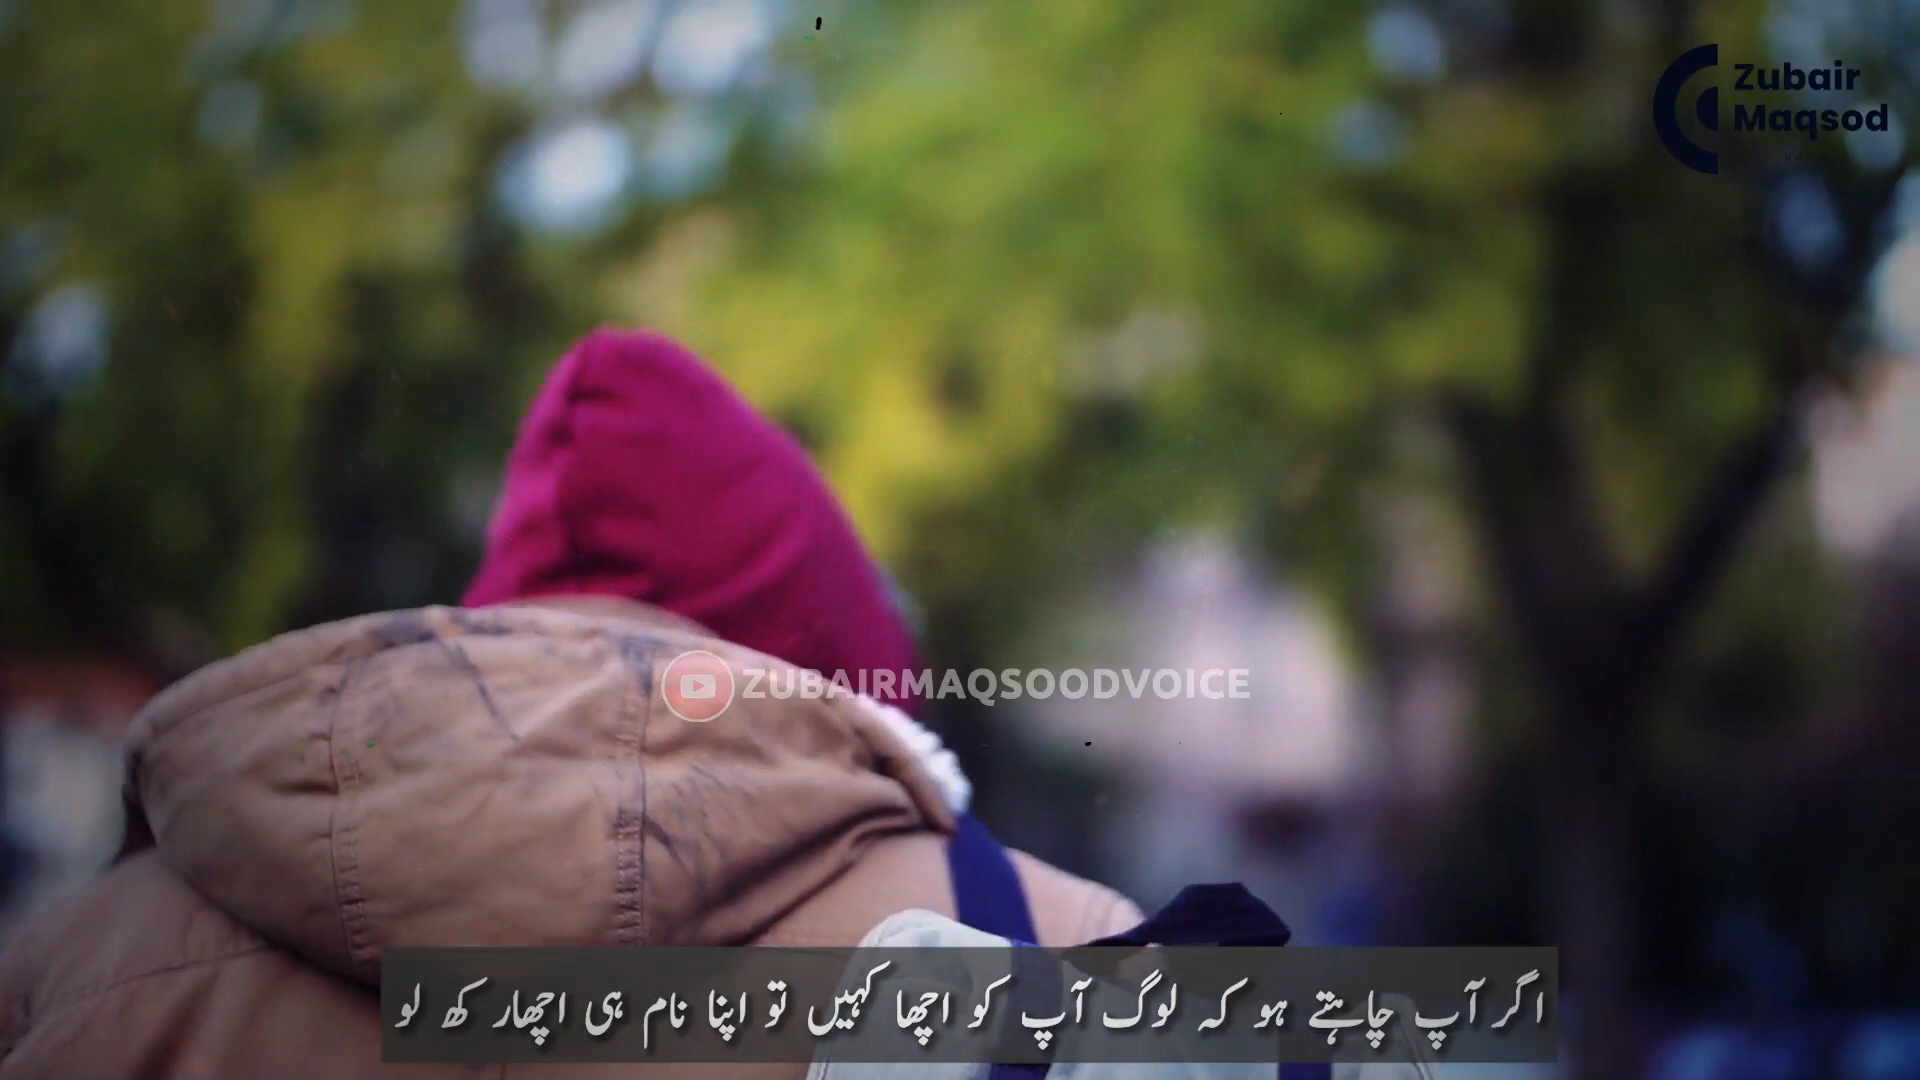 Zubair
Maqsod
ZUBAIRMAQSOODVOICE
اگر آپ چاہتے ہو کہ لوگ آپ کو اچھا کہیں تو اپنا نام ہی اچھا رکھ لو